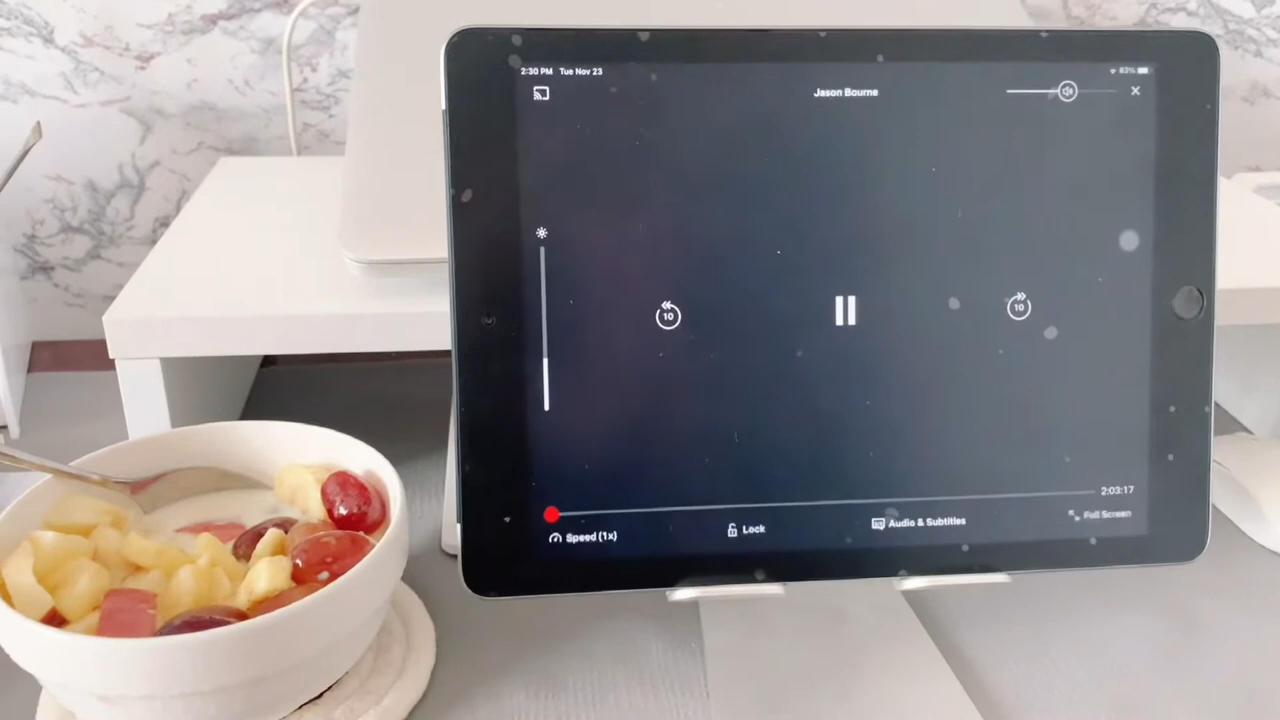 2:30 PM Tue Nov 23
83%
Jason Bourne
10
10
2:03:17
Speed (1x)
Lock
Audio & Subtitles
Full Screen